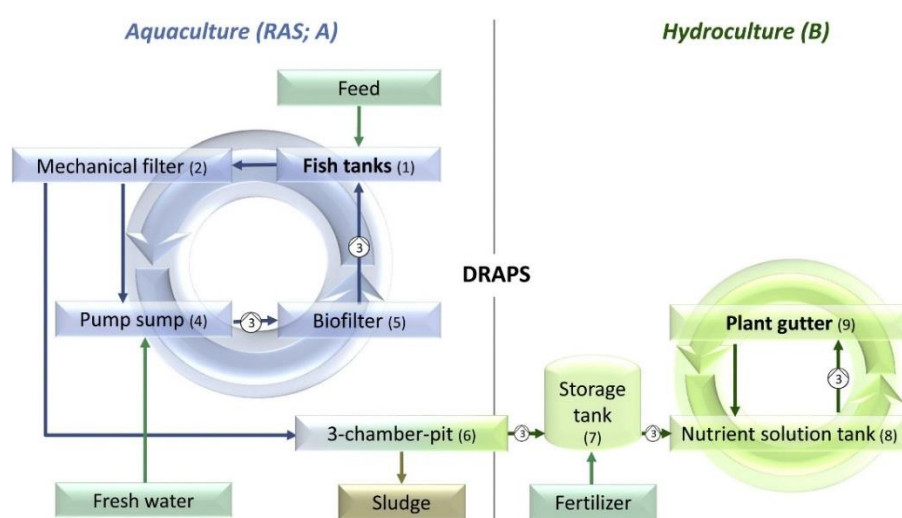 Aquaculture (RAS; A)
Hydroculture (B)
Feed
Mechanical filter (2)
Fish tanks (1)
3
DRAPS
Pump sump (4)
3
Biofilter (5)
Plant gutter (9)
3
Storage
tank
(7)
3-chamber-pit (6)
3
3
Nutrient solution tank (8)
Fresh water
Sludge
Fertilizer